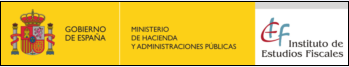 GOBIERNO
DE ESPAÑA
MINISTERIO
DE HACIENDA
Y ADMINISTRACIONES PÚBLICAS
Instituto de
Estudios Fiscales